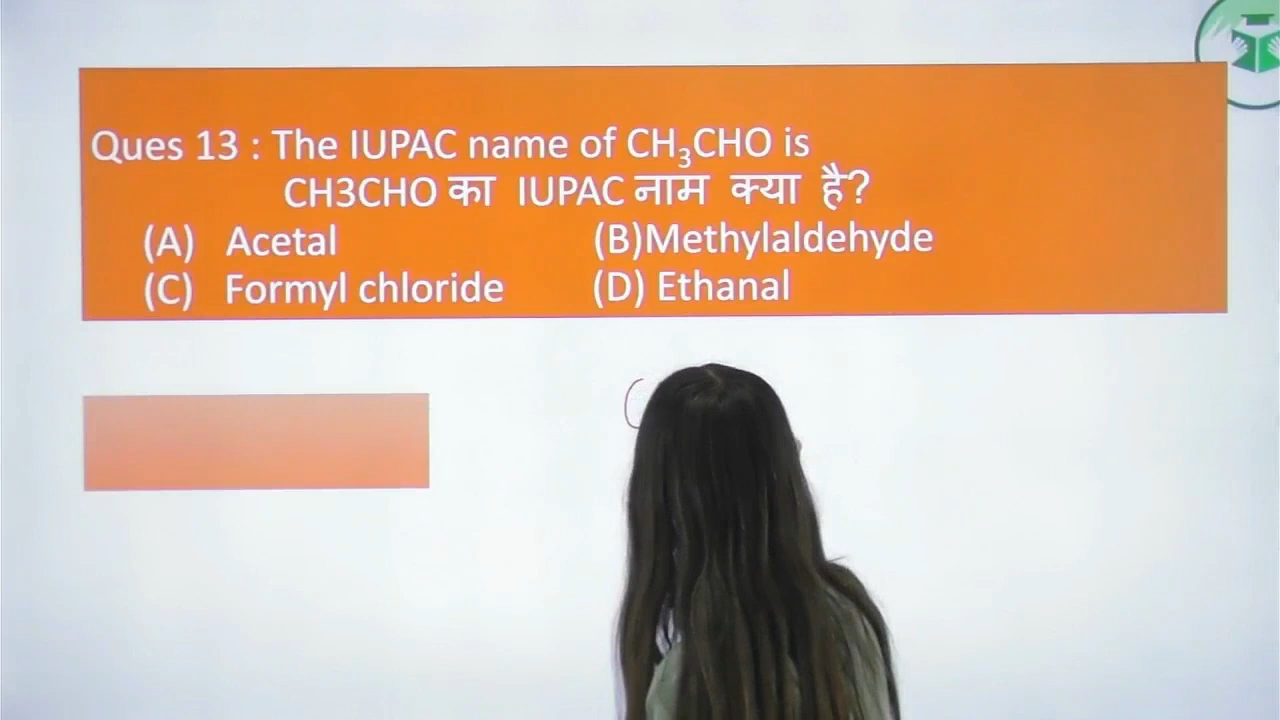 Ques 13 : The IUPAC name of CH₃CHO is
CH3CHO का IUPAC नाम क्या है?
(A) Acetal (B)Methylaldehyde
(C) Formyl chloride (D) Ethanal